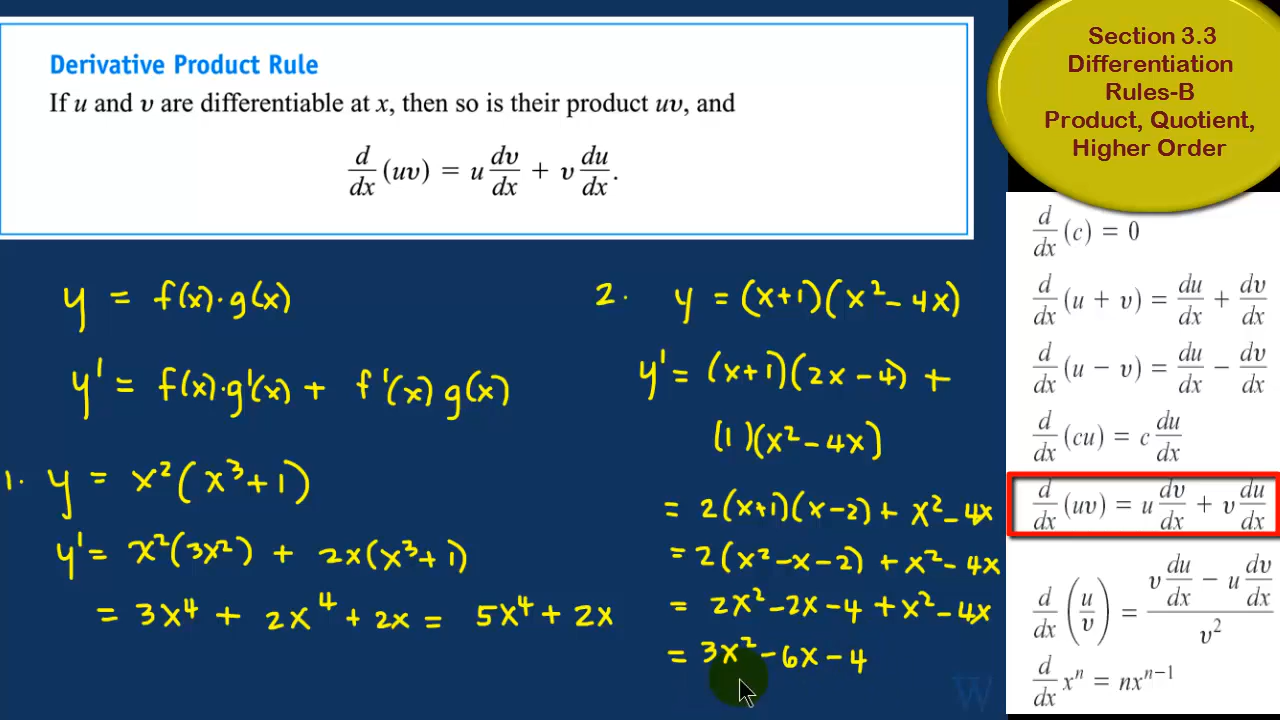 Derivative Product Rule
If u and v are differentiable at x, then so is their product uv, and
d/dx (uv) = u dv/dx + v du/dx.
y = f(x)·g(x)
y' = f(x)·g'(x) + f'(x) g(x)
1. y = x²(x³+1)
y' = x²(3x²) + 2x(x³+1)
= 3x⁴ + 2x⁴ + 2x = 5x⁴ + 2x
2. y = (x+1)(x² - 4x)
y' = (x+1)(2x - 4) +
(1)(x² - 4x)
= 2(x+1)(x-2) + x² - 4x
= 2(x² - x - 2) + x² - 4x
= 2x² - 2x - 4 + x² - 4x
= 3x² - 6x - 4
Section 3.3
Differentiation
Rules-B
Product, Quotient,
Higher Order
d/dx (c) = 0
d/dx (u + v) = du/dx + dv/dx
d/dx (u - v) = du/dx - dv/dx
d/dx (cu) = c du/dx
d/dx (uv) = u dv/dx + v du/dx
d/dx (u/v) = (v du/dx - u dv/dx)/v²
d/dx xⁿ = nxⁿ⁻¹
W